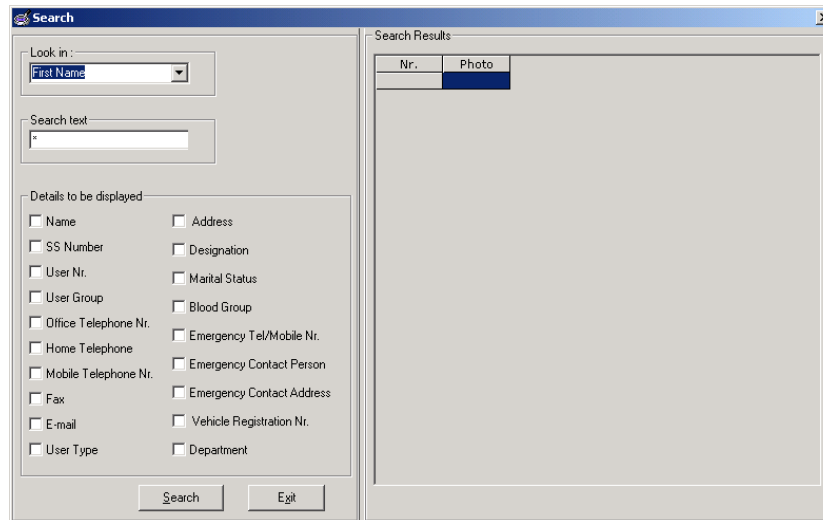 Search
Look in :
First Name
Search text
*
Details to be displayed
Name
SS Number
User Nr.
User Group
Office Telephone Nr.
Home Telephone
Mobile Telephone Nr.
Fax
E-mail
User Type
Address
Designation
Marital Status
Blood Group
Emergency Tel/Mobile Nr.
Emergency Contact Person
Emergency Contact Address
Vehicle Registration Nr.
Department
Search
Exit
Search Results
Nr. Photo